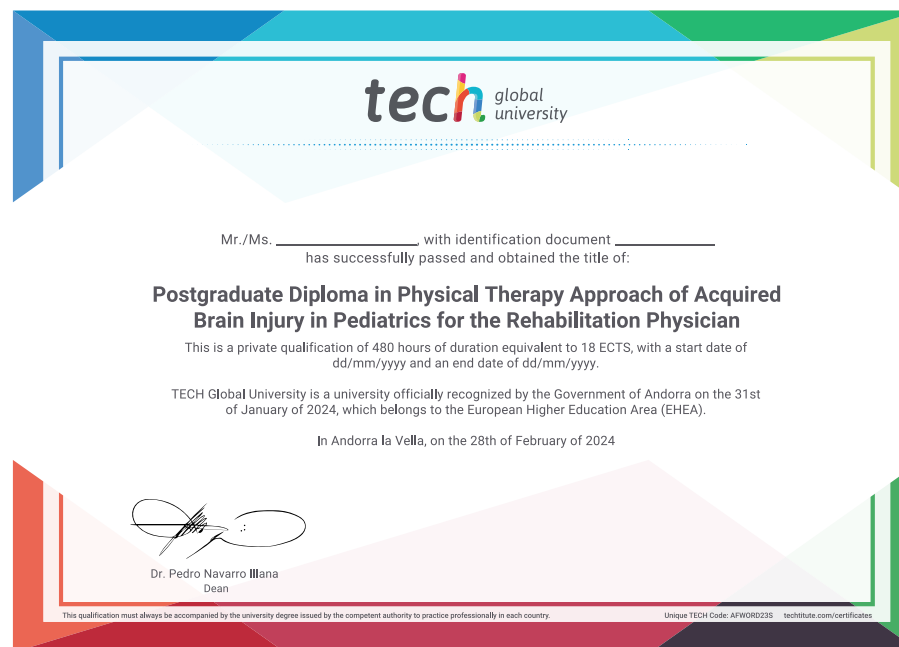 tech global university
Mr./Ms. ____________, with identification document ____________
has successfully passed and obtained the title of:
Postgraduate Diploma in Physical Therapy Approach of Acquired
Brain Injury in Pediatrics for the Rehabilitation Physician
This is a private qualification of 480 hours of duration equivalent to 18 ECTS, with a start date of
dd/mm/yyyy and an end date of dd/mm/yyyy.
TECH Global University is a university officially recognized by the Government of Andorra on the 31st
of January of 2024, which belongs to the European Higher Education Area (EHEA).
In Andorra la Vella, on the 28th of February of 2024
Dr. Pedro Navarro Illana
Dean
This qualification must always be accompanied by the university degree issued by the competent authority to practice professionally in each country.
Unique TECH Code: AFWORD23S techtitute.com/certificates